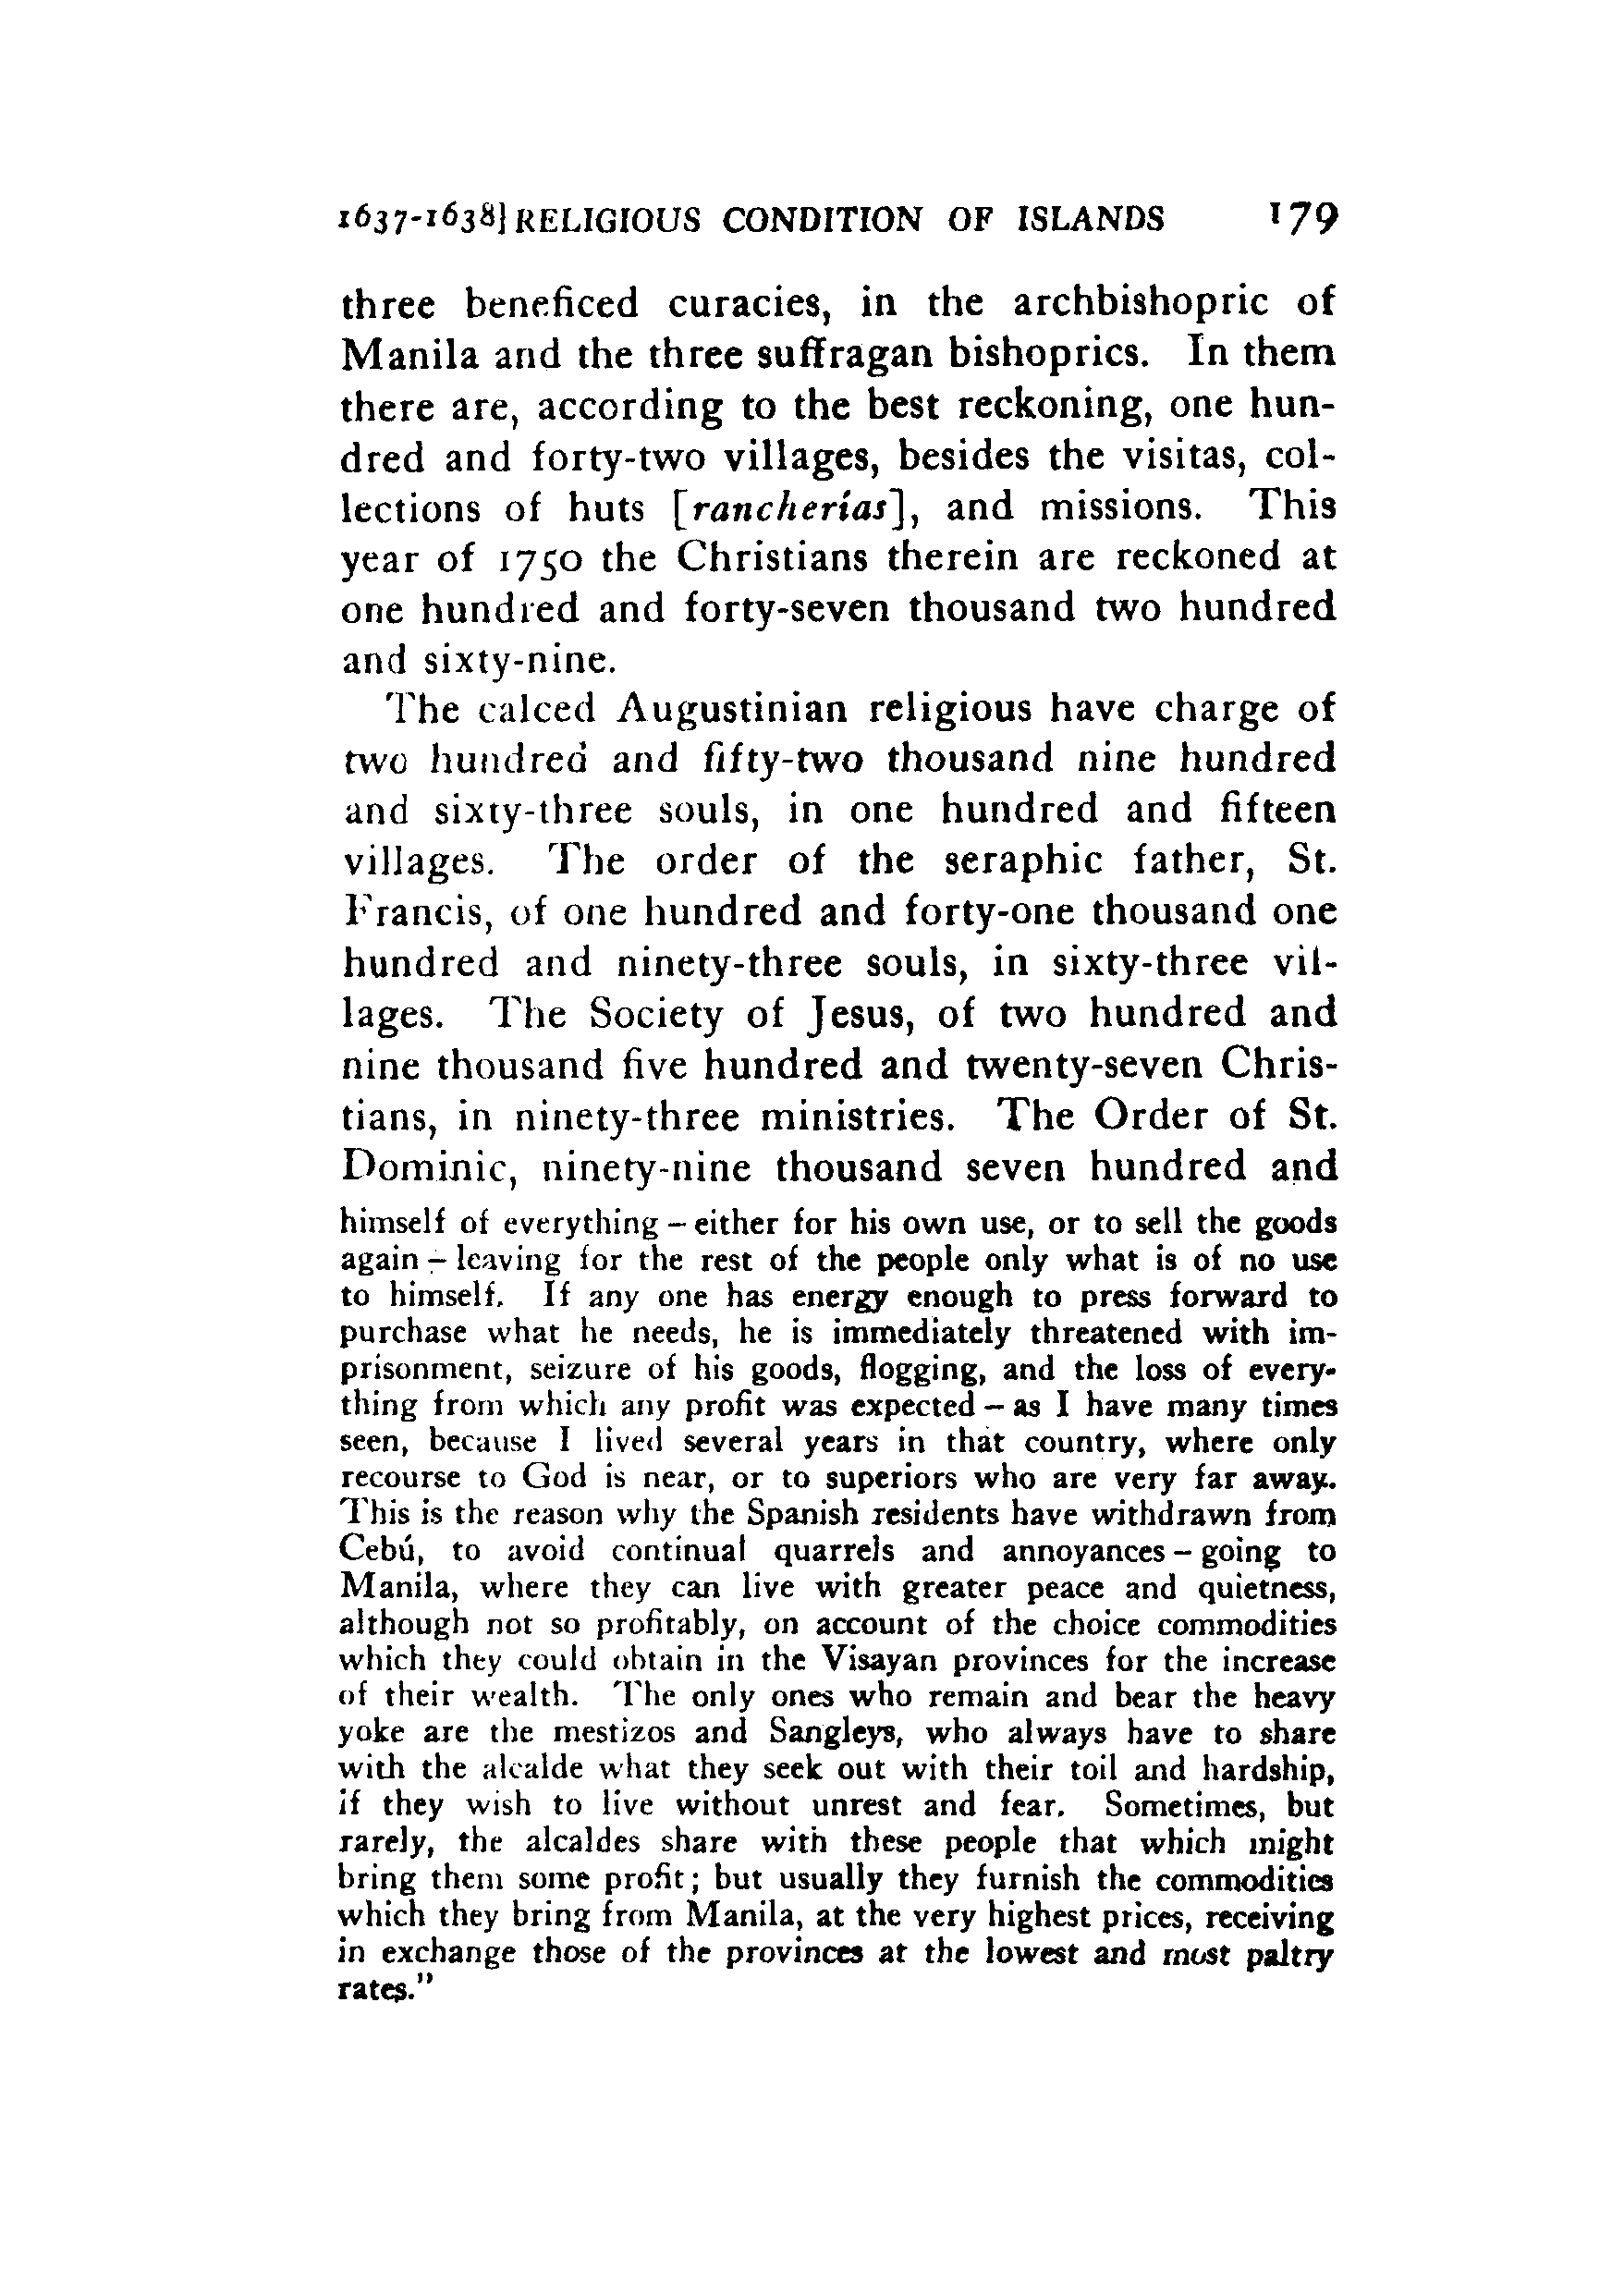 1637-1638] RELIGIOUS CONDITION OF ISLANDS 179
three beneficed curacies, in the archbishopric of
Manila and the three suffragan bishoprics. In them
there are, according to the best reckoning, one hun-
dred and forty-two villages, besides the visitas, col-
lections of huts [rancherías], and missions. This
year of 1750 the Christians therein are reckoned at
one hundred and forty-seven thousand two hundred
and sixty-nine.
The calced Augustinian religious have charge of
two hundred and fifty-two thousand nine hundred
and sixty-three souls, in one hundred and fifteen
villages. The order of the seraphic father, St.
Francis, of one hundred and forty-one thousand one
hundred and ninety-three souls, in sixty-three vil-
lages. The Society of Jesus, of two hundred and
nine thousand five hundred and twenty-seven Chris-
tians, in ninety-three ministries. The Order of St.
Dominic, ninety-nine thousand seven hundred and
himself of everything – either for his own use, or to sell the goods
again – leaving for the rest of the people only what is of no use
to himself. If any one has energy enough to press forward to
purchase what he needs, he is immediately threatened with im-
prisonment, seizure of his goods, flogging, and the loss of every-
thing from which any profit was expected – as I have many times
seen, because I lived several years in that country, where only
recourse to God is near, or to superiors who are very far away.
This is the reason why the Spanish residents have withdrawn from
Cebú, to avoid continual quarrels and annoyances – going to
Manila, where they can live with greater peace and quietness,
although not so profitably, on account of the choice commodities
which they could obtain in the Visayan provinces for the increase
of their wealth. The only ones who remain and bear the heavy
yoke are the mestizos and Sangleys, who always have to share
with the alcalde what they seek out with their toil and hardship,
if they wish to live without unrest and fear. Sometimes, but
rarely, the alcaldes share with these people that which might
bring them some profit; but usually they furnish the commodities
which they bring from Manila, at the very highest prices, receiving
in exchange those of the provinces at the lowest and most paltry
rates."